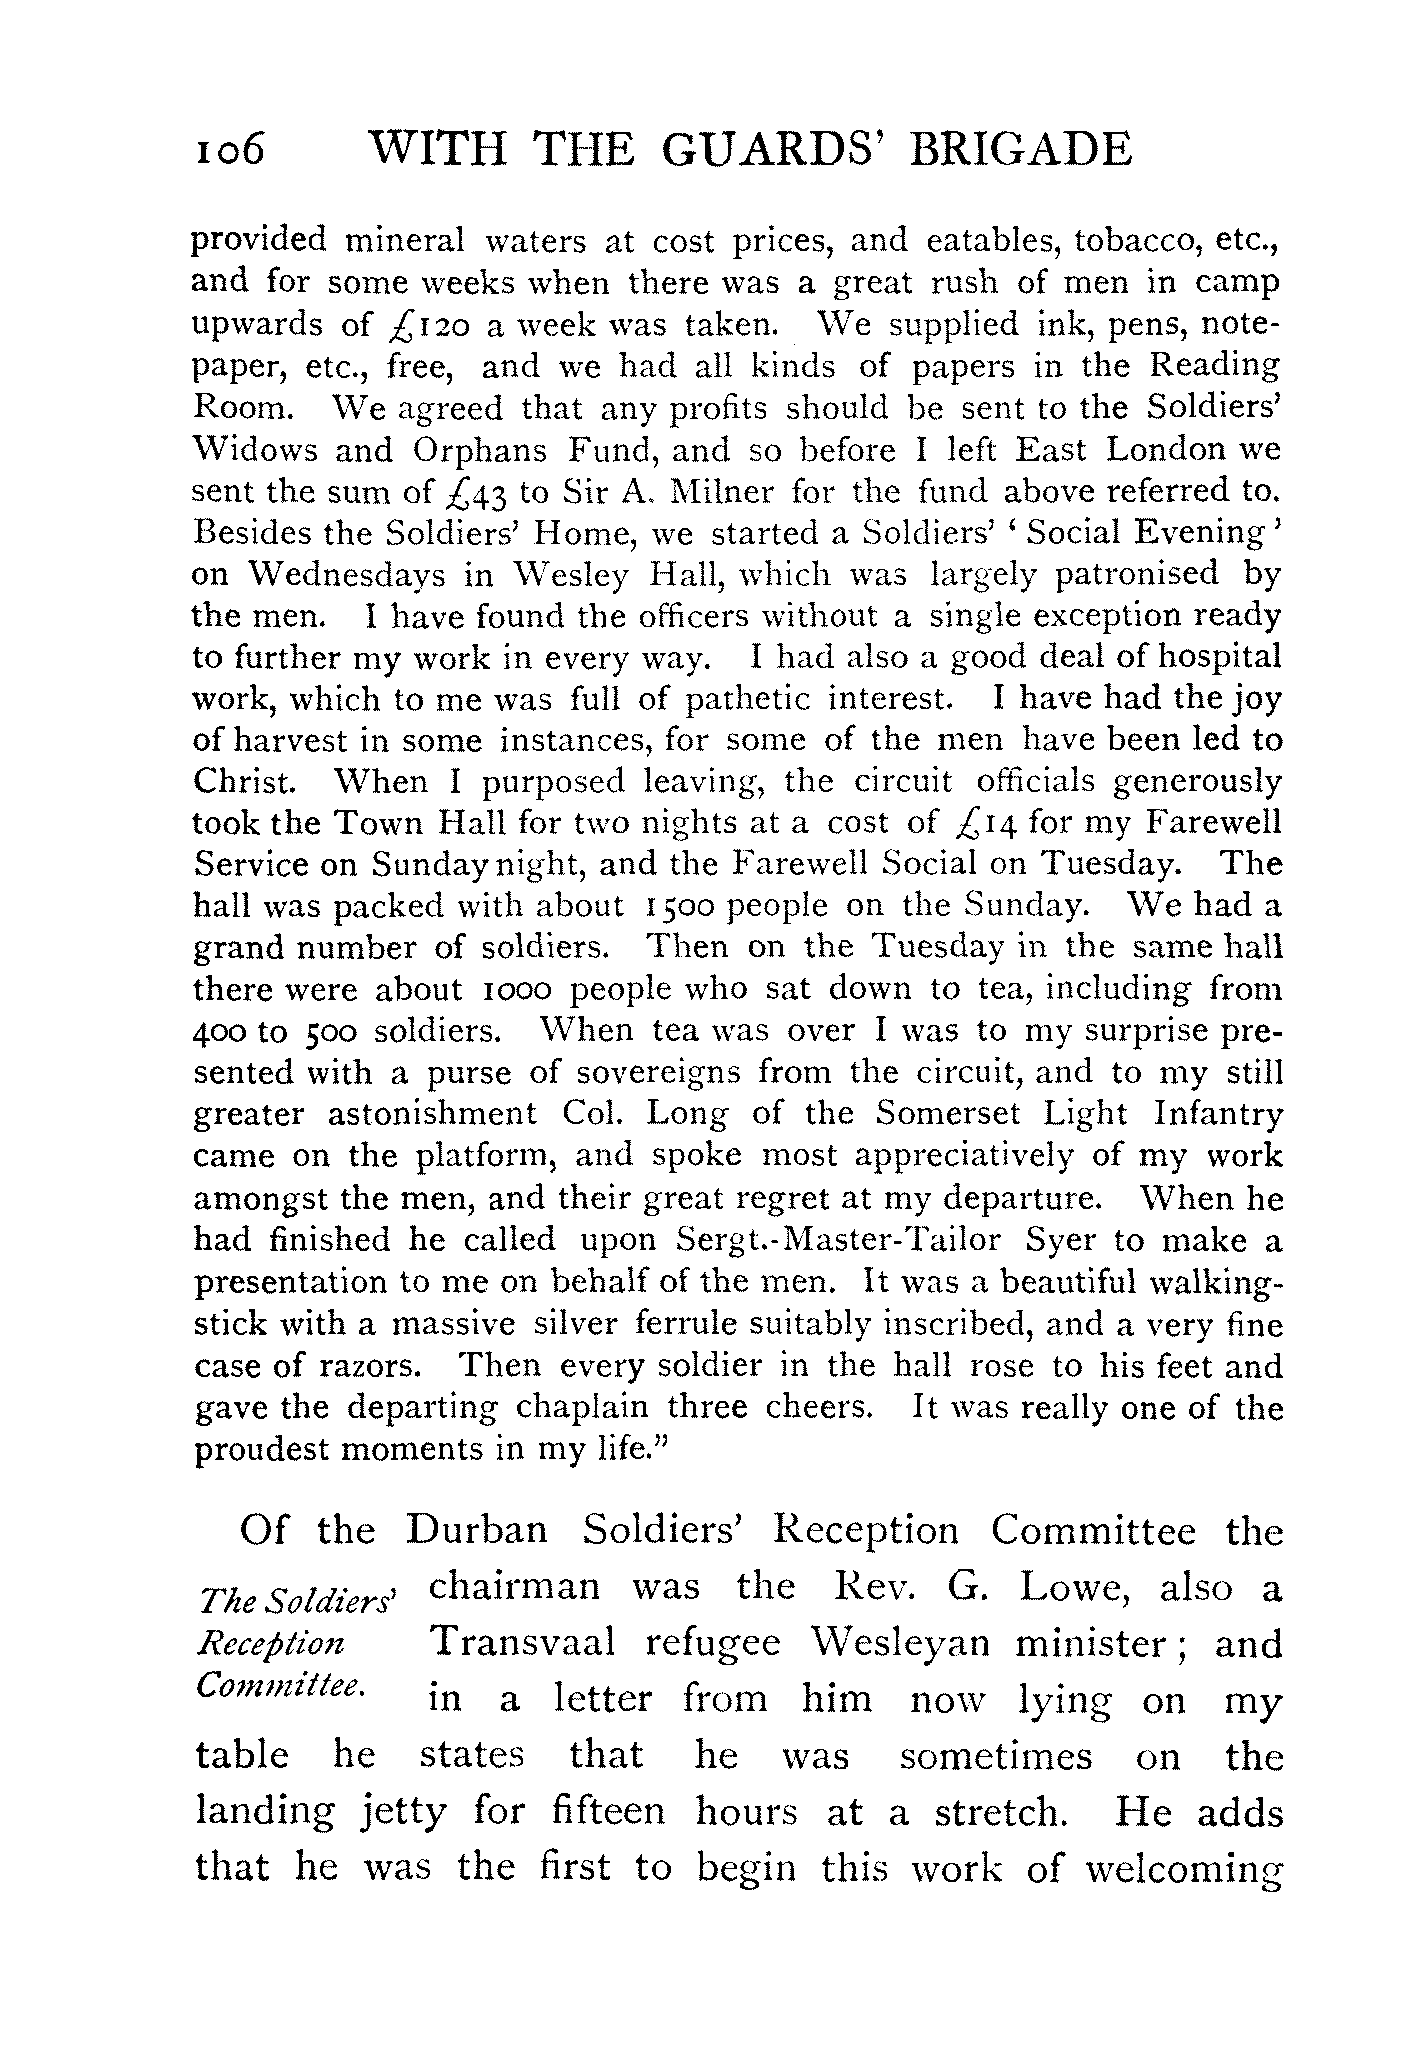 106 WITH THE GUARDS' BRIGADE
provided mineral waters at cost prices, and eatables, tobacco, etc.,
and for some weeks when there was a great rush of men in camp
upwards of £120 a week was taken. We supplied ink, pens, note-
paper, etc., free, and we had all kinds of papers in the Reading
Room. We agreed that any profits should be sent to the Soldiers'
Widows and Orphans Fund, and so before I left East London we
sent the sum of £43 to Sir A. Milner for the fund above referred to.
Besides the Soldiers' Home, we started a Soldiers' ‘Social Evening’
on Wednesdays in Wesley Hall, which was largely patronised by
the men. I have found the officers without a single exception ready
to further my work in every way. I had also a good deal of hospital
work, which to me was full of pathetic interest. I have had the joy
of harvest in some instances, for some of the men have been led to
Christ. When I purposed leaving, the circuit officials generously
took the Town Hall for two nights at a cost of £14 for my Farewell
Service on Sunday night, and the Farewell Social on Tuesday. The
hall was packed with about 1500 people on the Sunday. We had a
grand number of soldiers. Then on the Tuesday in the same hall
there were about 1000 people who sat down to tea, including from
400 to 500 soldiers. When tea was over I was to my surprise pre-
sented with a purse of sovereigns from the circuit, and to my still
greater astonishment Col. Long of the Somerset Light Infantry
came on the platform, and spoke most appreciatively of my work
amongst the men, and their great regret at my departure. When he
had finished he called upon Sergt.-Master-Tailor Syer to make a
presentation to me on behalf of the men. It was a beautiful walking-
stick with a massive silver ferrule suitably inscribed, and a very fine
case of razors. Then every soldier in the hall rose to his feet and
gave the departing chaplain three cheers. It was really one of the
proudest moments in my life.”
Of the Durban Soldiers' Reception Committee the
The Soldiers'
Reception
Committee.
chairman was the Rev. G. Lowe, also a
Transvaal refugee Wesleyan minister; and
in a letter from him now lying on my
table he states that he was sometimes on the
landing jetty for fifteen hours at a stretch. He adds
that he was the first to begin this work of welcoming